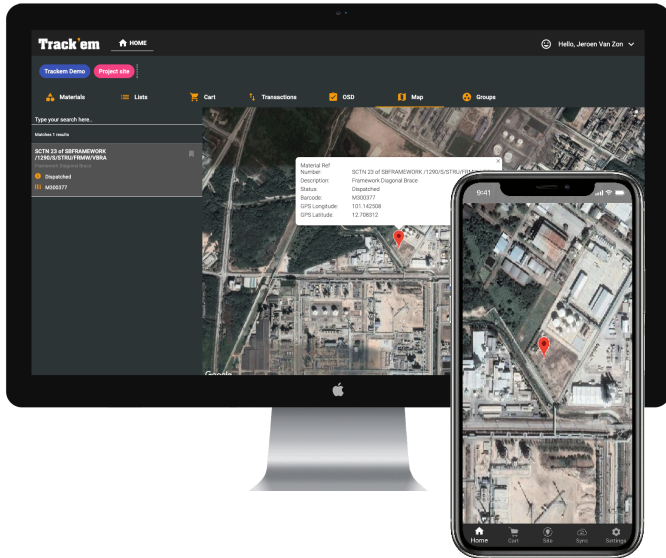 Track'em
HOME
Hello, Jeroen Van Zon
Trackem Demo
Project site
Materials
Lists
Cart
Transactions
OSD
Map
Groups
Type your search here..
Matches 1 results
SCTN 23 of SBFRAMEWORK
/1290/S/STRU/FRMW/VBRA
Framework Diagonal Brace
Dispatched
M300377
Material Ref
Number: SCTN 23 of SBFRAMEWORK /1290/S/STRU/FRMW
Description: Framework Diagonal Brace
Status: Dispatched
Barcode: M300377
GPS Longitude: 101.142508
GPS Latitude: 12.708312
Google
9:41
Home
Cart
Site
Sync
Settings